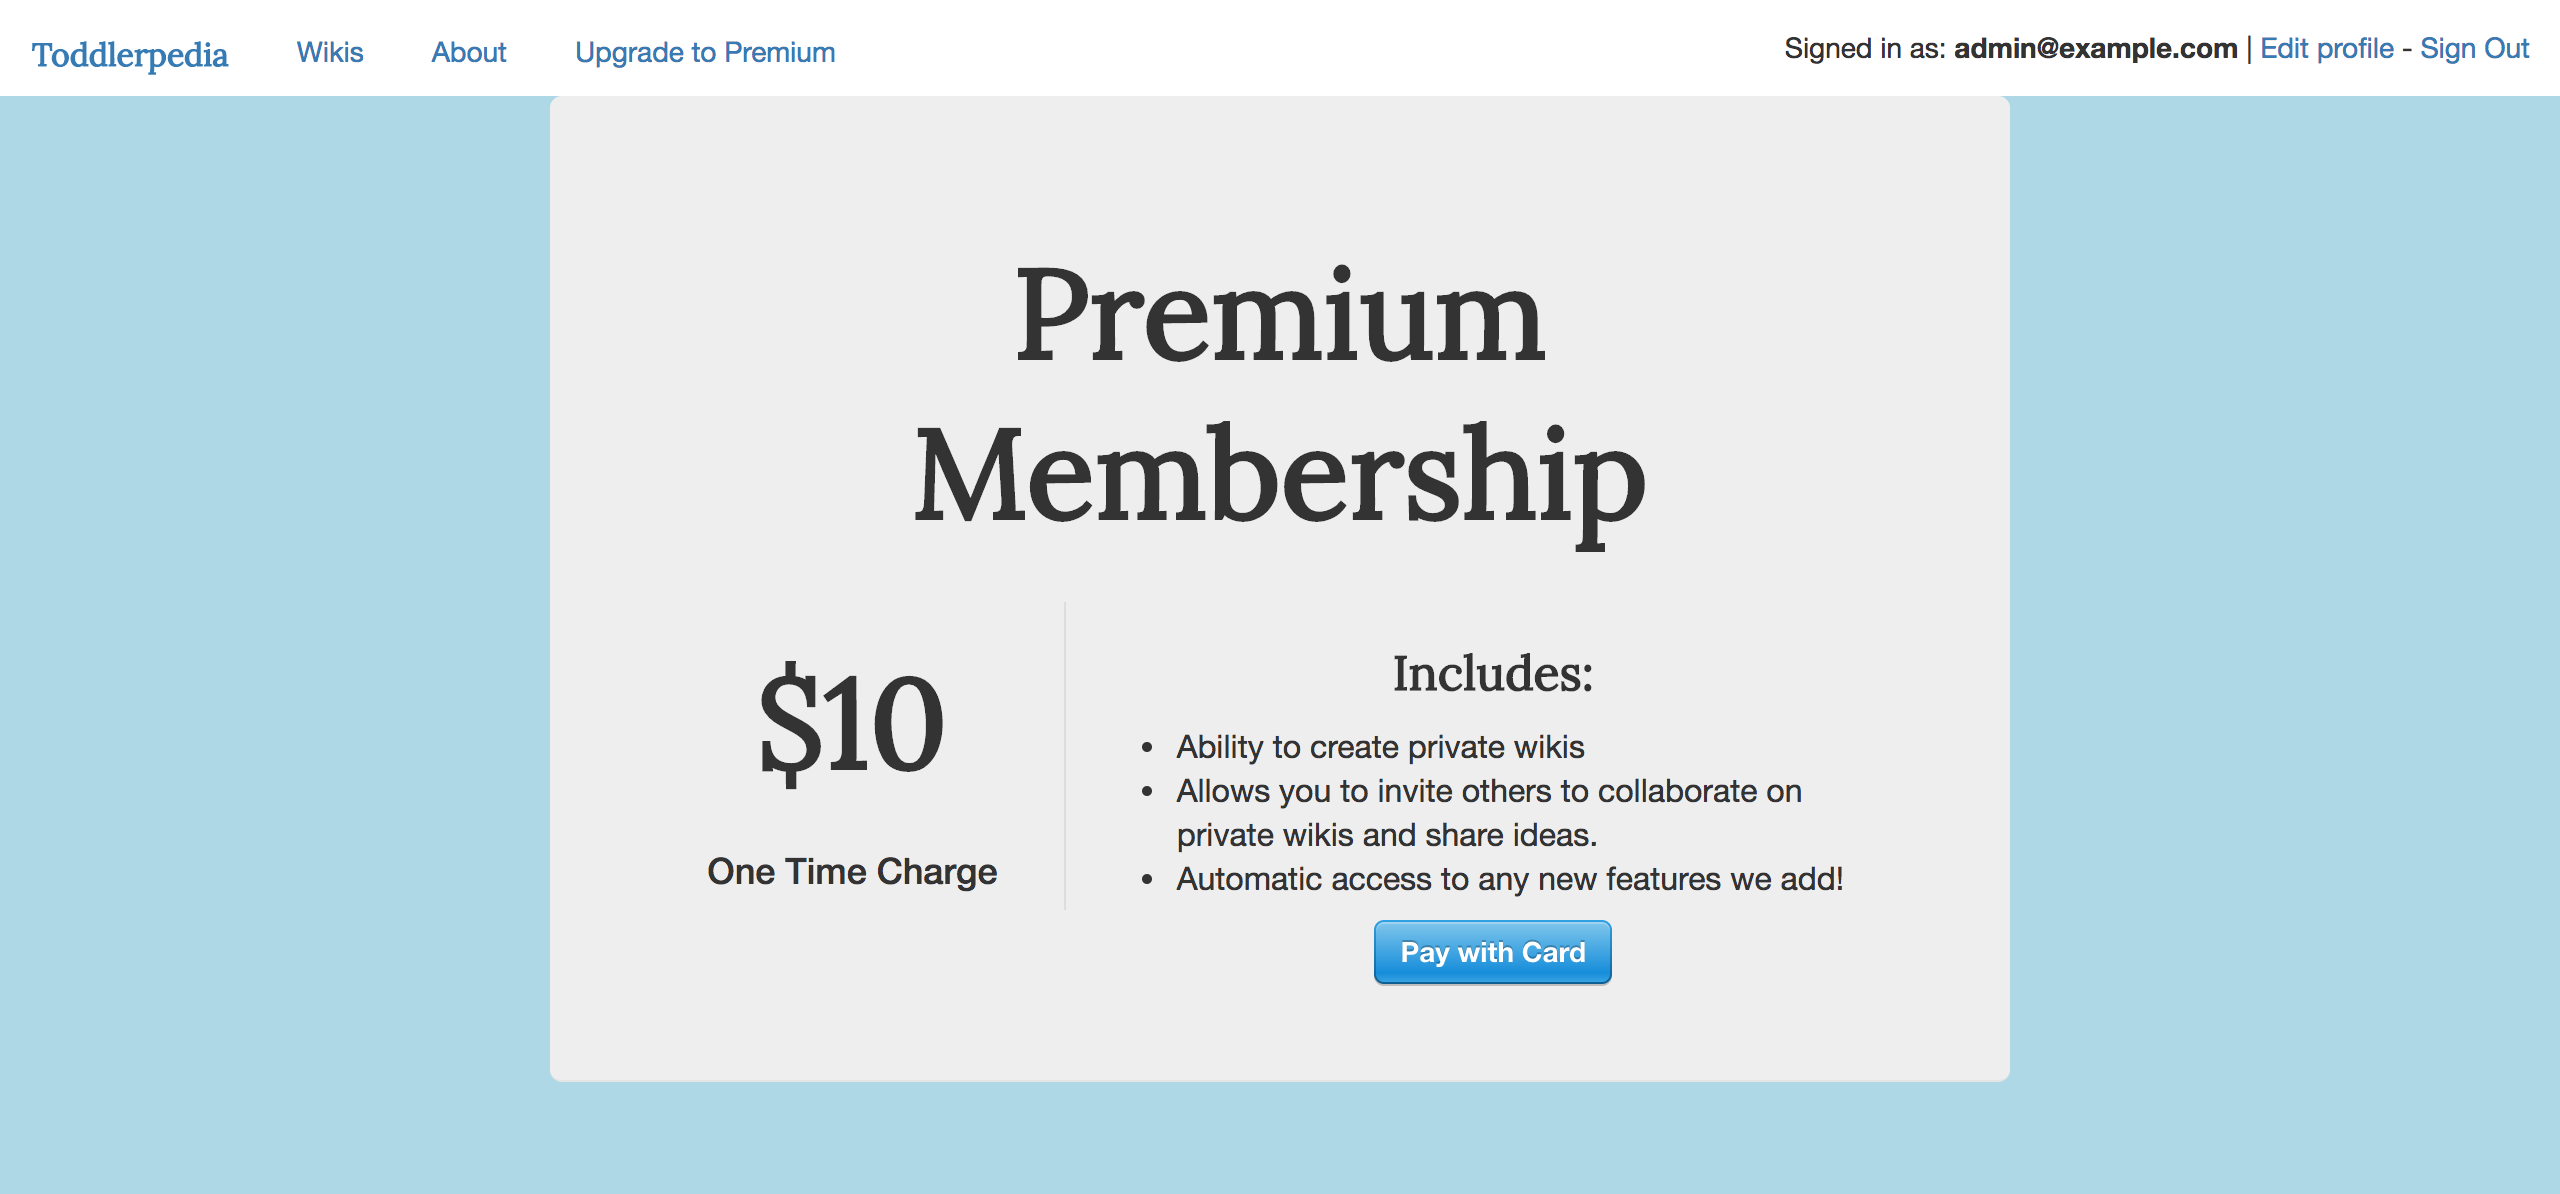 Toddlerpedia Wikis About Upgrade to Premium Signed in as: admin@example.com | Edit profile - Sign Out
Premium
Membership
$10
One Time Charge
Includes:
• Ability to create private wikis
• Allows you to invite others to collaborate on
private wikis and share ideas.
• Automatic access to any new features we add!
Pay with Card